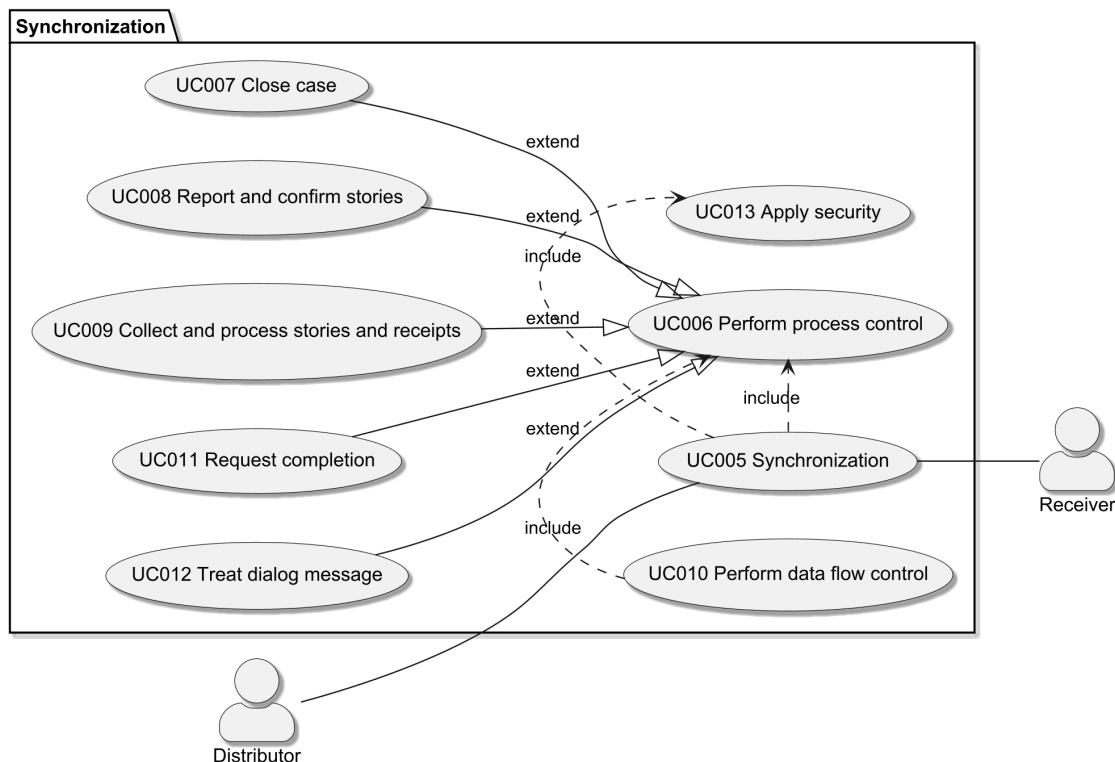 Synchronization
UC007 Close case
extend
UC008 Report and confirm stories
extend
UC013 Apply security
include
UC009 Collect and process stories and receipts
extend
UC006 Perform process control
extend
include
extend
UC011 Request completion
UC005 Synchronization
Receiver
include
UC012 Treat dialog message
UC010 Perform data flow control
Distributor